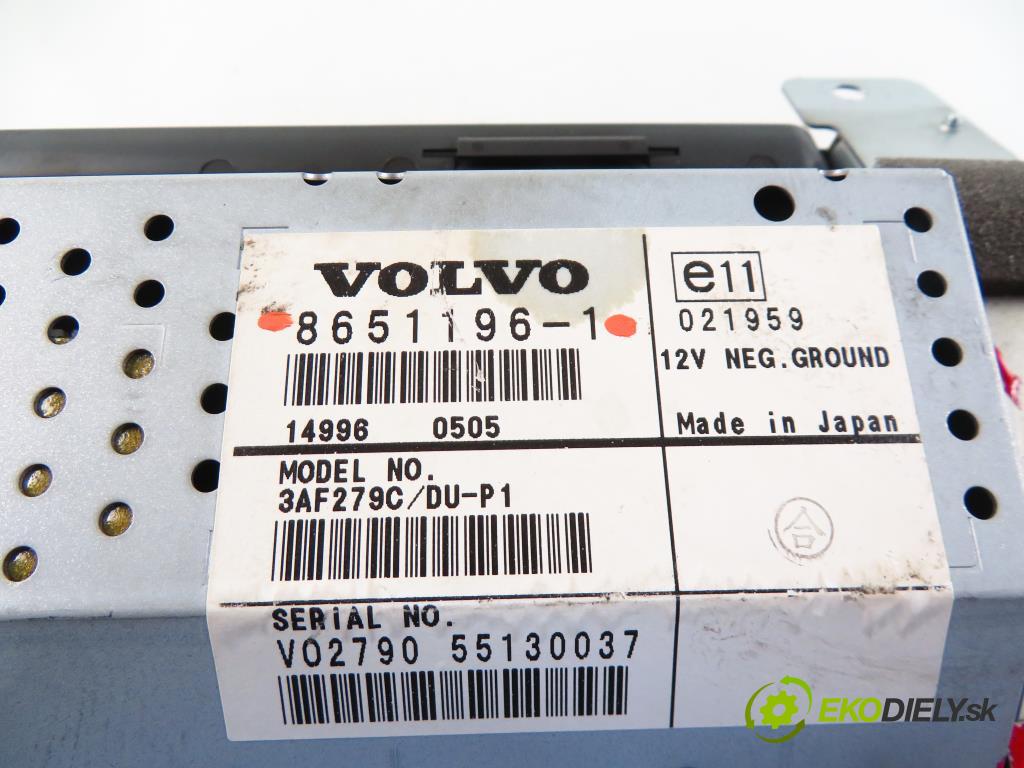 VOLVO
8651196-1
14996 0505
MODEL NO.
3AF279C/DU-P1
SERIAL NO.
VO2790 55130037
e11
021959
12V NEG.GROUND
Made in Japan
合
EKODIELY.sk